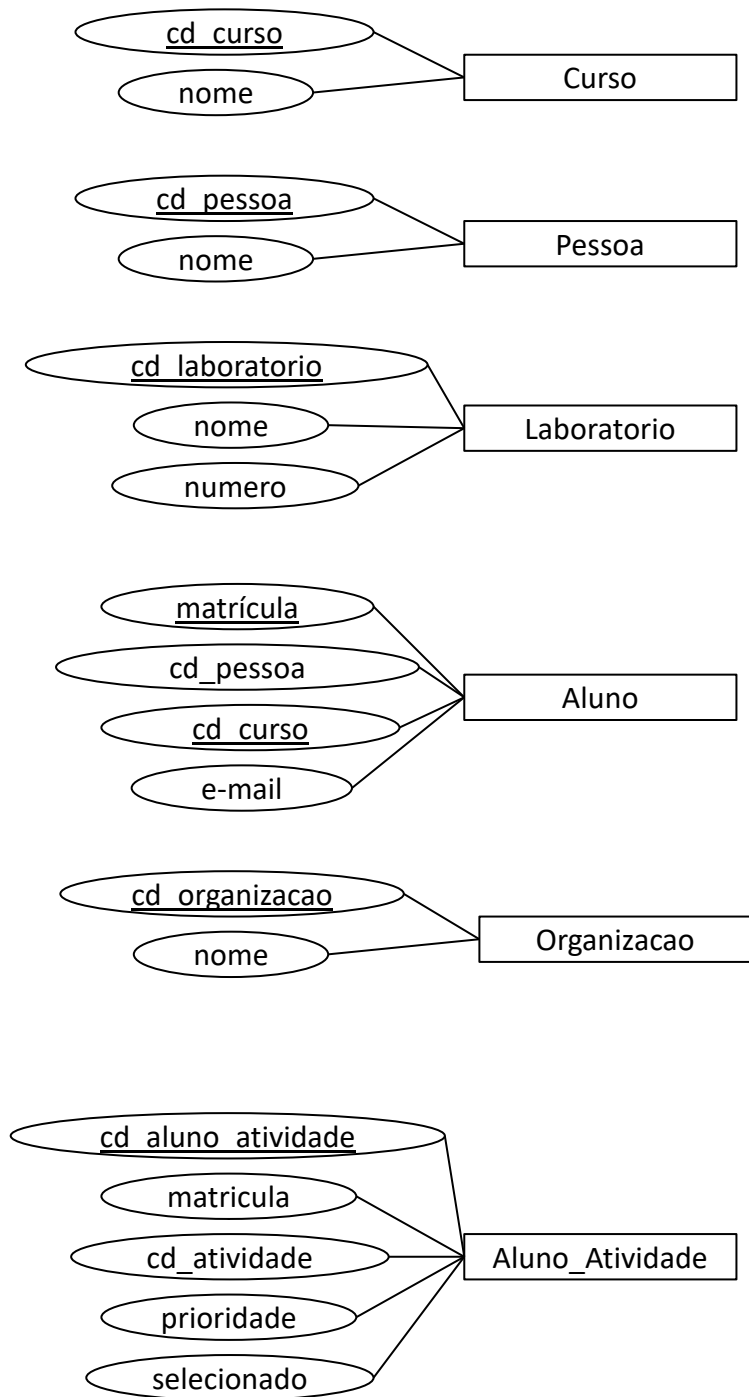 cd_curso
Curso
nome
cd_pessoa
Pessoa
nome
cd_laboratorio
nome
Laboratorio
numero
matrícula
cd_pessoa
Aluno
cd_curso
e-mail
cd_organizacao
Organizacao
nome
cd_aluno_atividade
matricula
cd_atividade
Aluno_Atividade
prioridade
selecionado